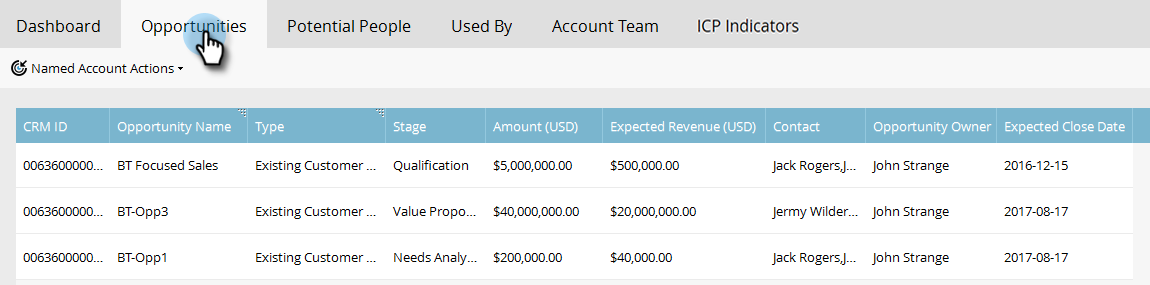 Dashboard Opportunities Potential People Used By Account Team ICP Indicators
Named Account Actions
CRM ID Opportunity Name Type Stage Amount (USD) Expected Revenue (USD) Contact Opportunity Owner Expected Close Date
0063600000... BT Focused Sales Existing Customer ... Qualification $5,000,000.00 $500,000.00 Jack Rogers,J... John Strange 2016-12-15
0063600000... BT-Opp3 Existing Customer ... Value Propo... $40,000,000.00 $20,000,000.00 Jermy Wilder... John Strange 2017-08-17
0063600000... BT-Opp1 Existing Customer ... Needs Analy... $200,000.00 $40,000.00 Jack Rogers,J... John Strange 2017-08-17